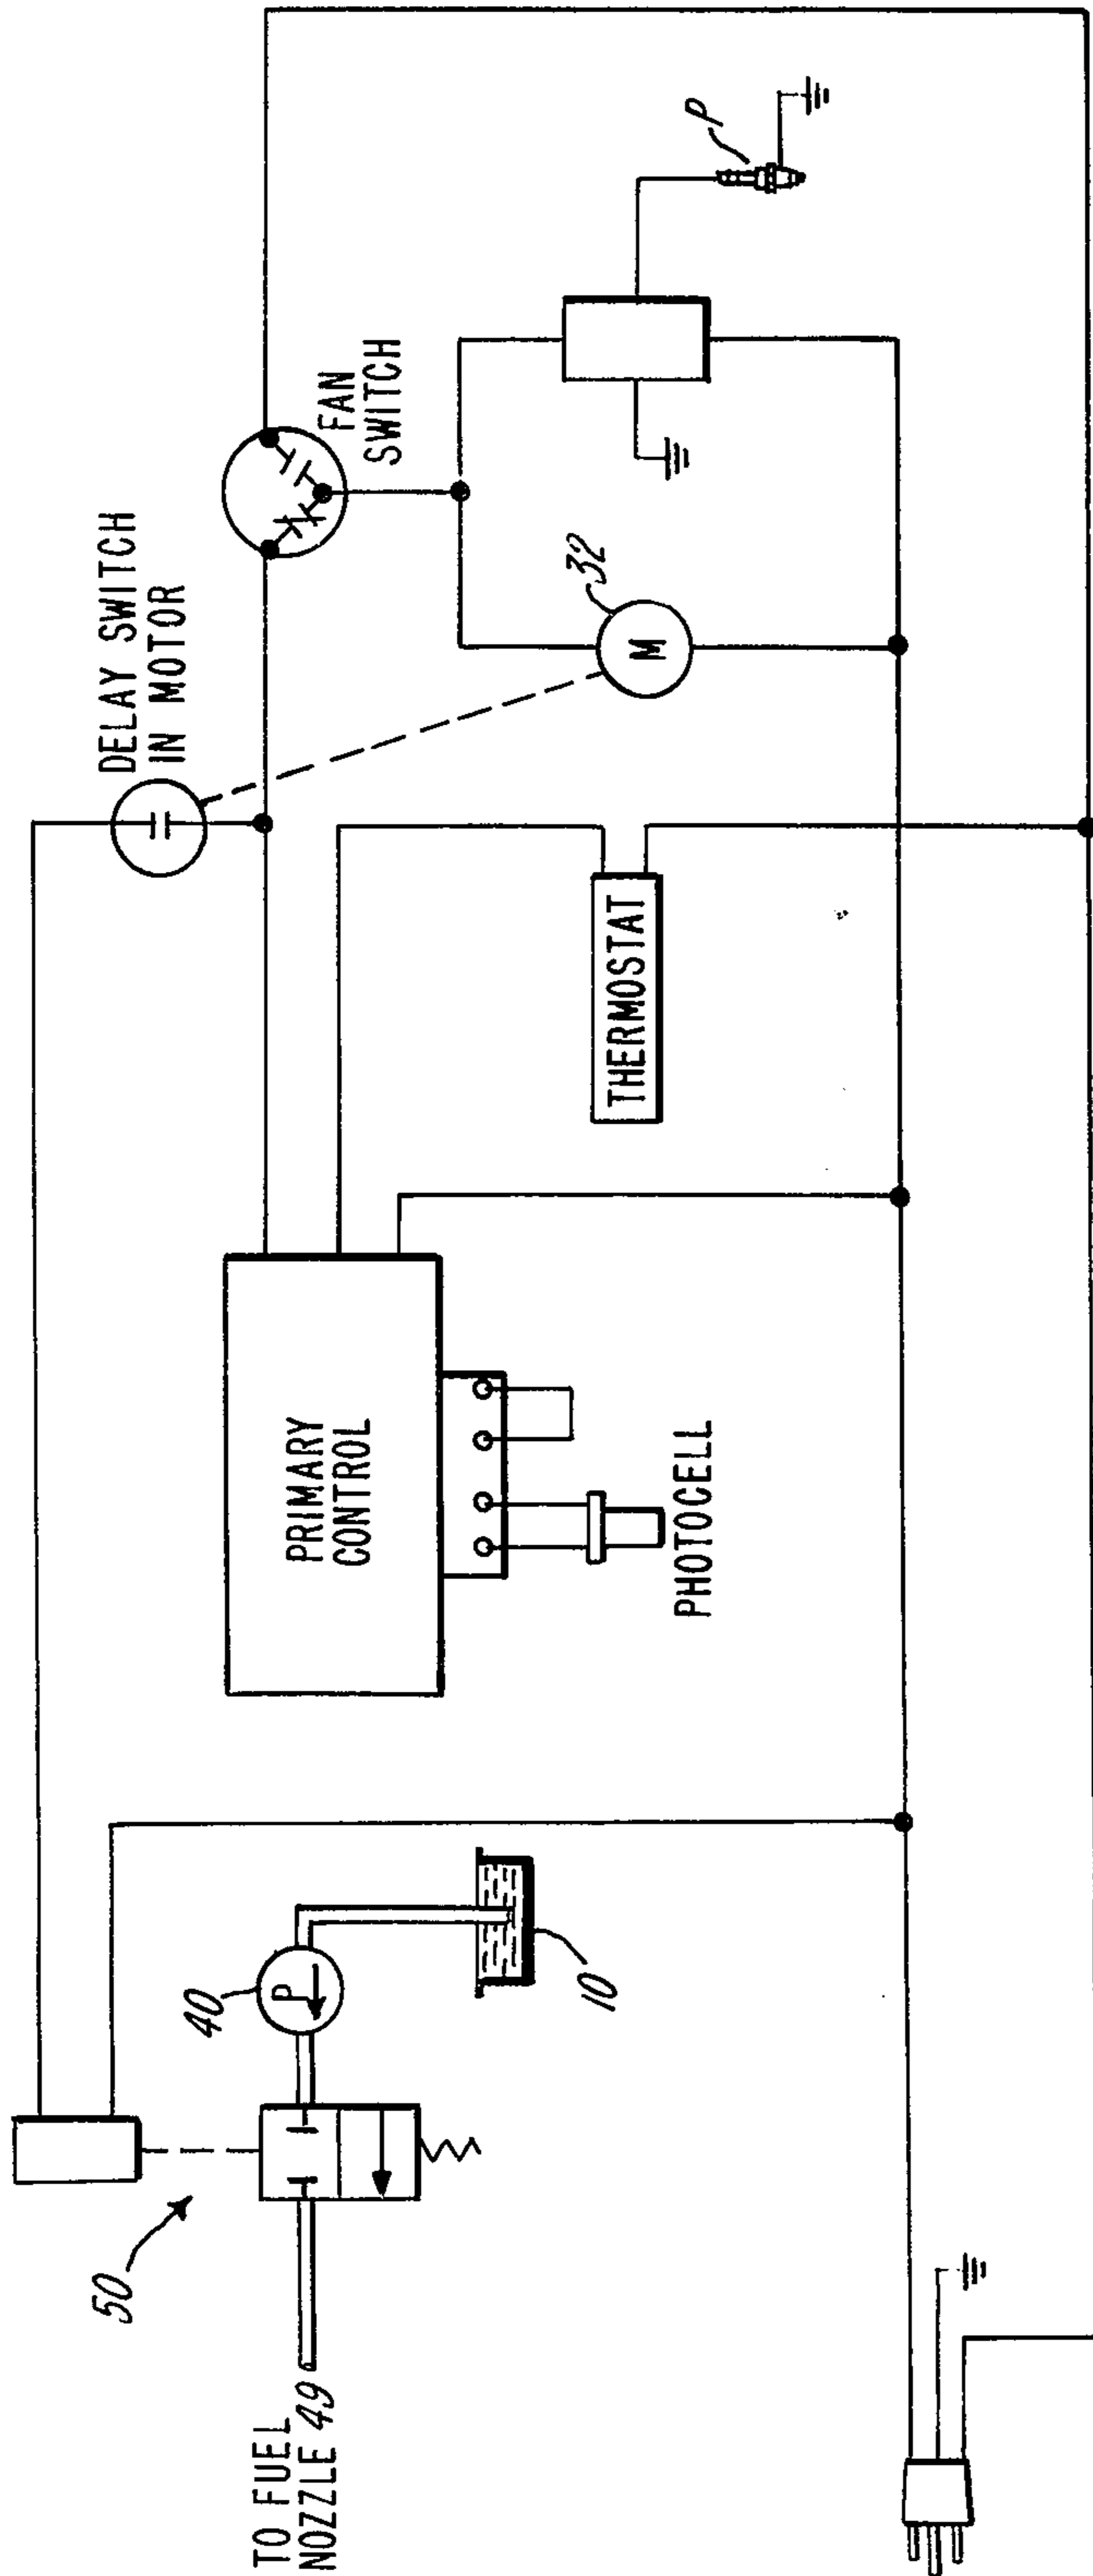 DELAY SWITCH
IN MOTOR
FAN
SWITCH
50
40
P
TO FUEL
NOZZLE 49
10
PRIMARY
CONTROL
PHOTOCELL
THERMOSTAT
32
M
P